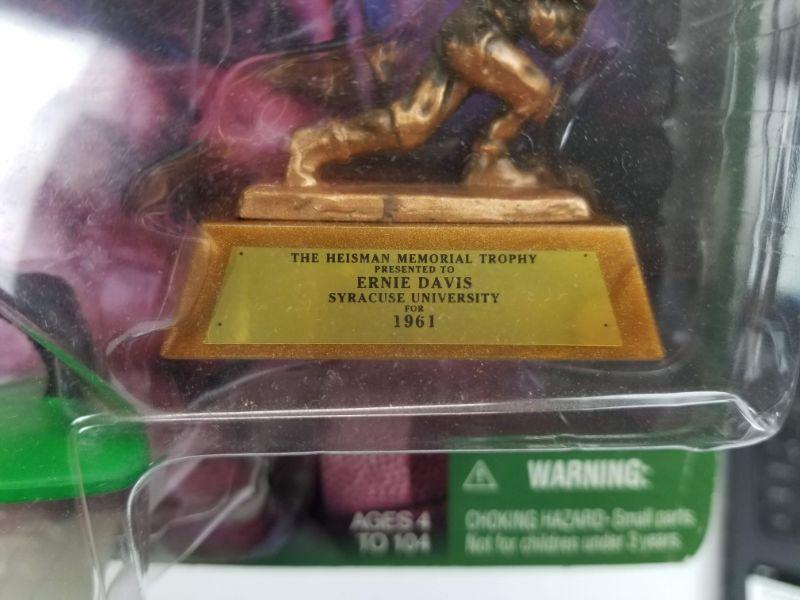 THE HEISMAN MEMORIAL TROPHY
PRESENTED TO
ERNIE DAVIS
SYRACUSE UNIVERSITY
FOR
1961
AGES 4
TO 104
WARNING:
CHOKING HAZARD- Small parts.
Not for children under 3 years.